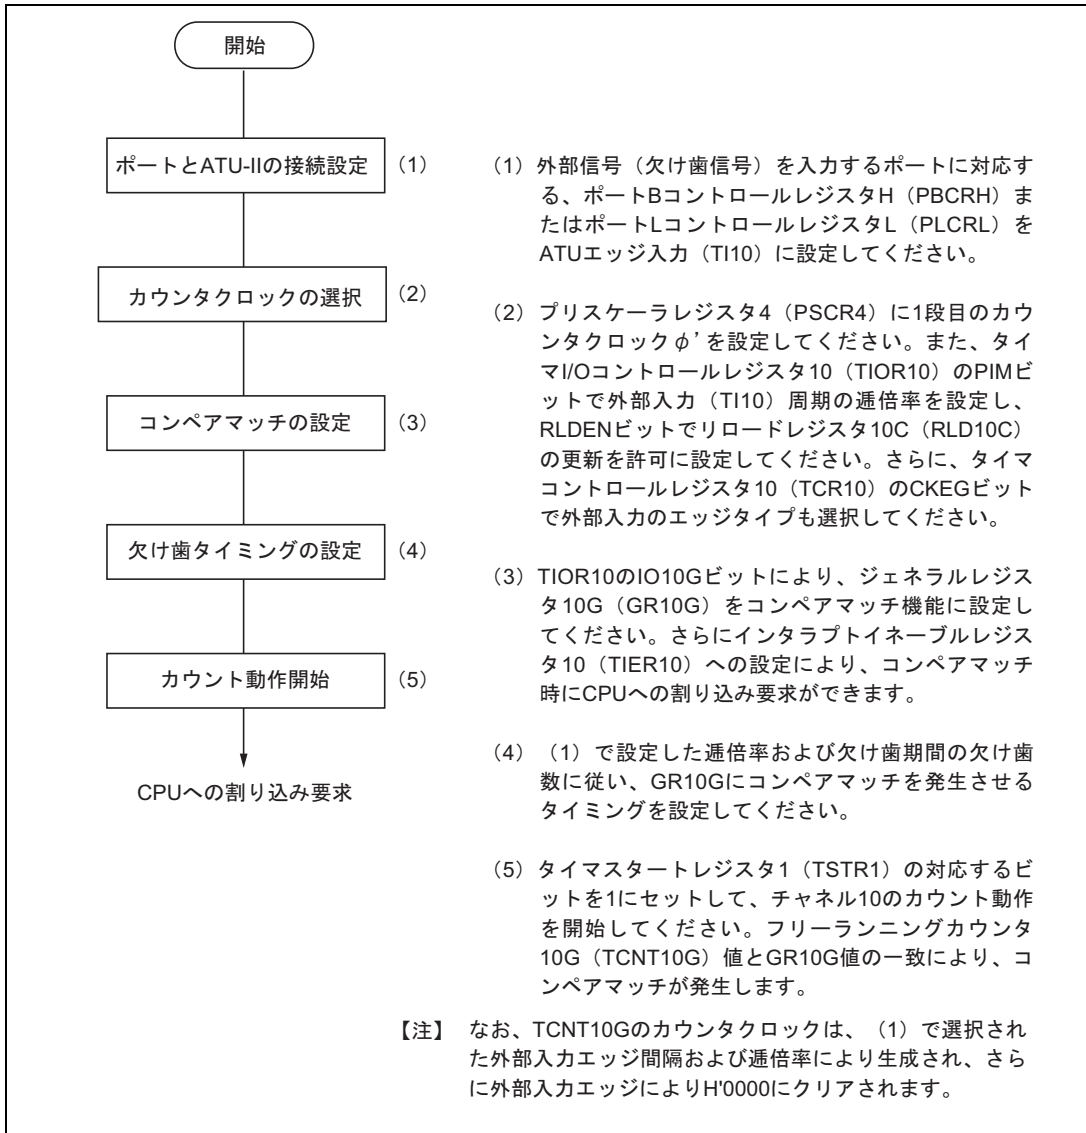 開始
ポートとATU-IIの接続設定 (1)
カウンタクロックの選択 (2)
コンペアマッチの設定 (3)
欠け歯タイミングの設定 (4)
カウント動作開始 (5)
CPUへの割り込み要求
(1) 外部信号（欠け歯信号）を入力するポートに対応す
る、ポートBコントロールレジスタH（PBCRH）ま
たはポートLコントロールレジスタL（PLCRL）を
ATUエッジ入力（TI10）に設定してください。
(2) プリスケーラレジスタ4（PSCR4）に1段目のカウ
ンタクロックφ’を設定してください。また、タイ
マI/Oコントロールレジスタ10（TIOR10）のPIMビ
ットで外部入力（TI10）周期の逓倍率を設定し、
RLDENビットでリロードレジスタ10C（RLD10C）
の更新を許可に設定してください。さらに、タイマ
コントロールレジスタ10（TCR10）のCKEGビット
で外部入力のエッジタイプも選択してください。
(3) TIOR10のIO10Gビットにより、ジェネラルレジス
タ10G（GR10G）をコンペアマッチ機能に設定し
てください。さらにインタラプトイネーブルレジス
タ10（TIER10）への設定により、コンペアマッチ
時にCPUへの割り込み要求ができます。
(4) （1）で設定した逓倍率および欠け歯期間の欠け歯
数に従い、GR10Gにコンペアマッチを発生させる
タイミングを設定してください。
(5) タイマスタートレジスタ1（TSTR1）の対応するビ
ットを1にセットして、チャネル10のカウント動作
を開始してください。フリーランニングカウンタ
10G（TCNT10G）値とGR10G値の一致により、コ
ンペアマッチが発生します。
【注】 なお、TCNT10Gのカウンタクロックは、（1）で選択され
た外部入力エッジ間隔および逓倍率により生成され、さら
に外部入力エッジによりH'0000にクリアされます。